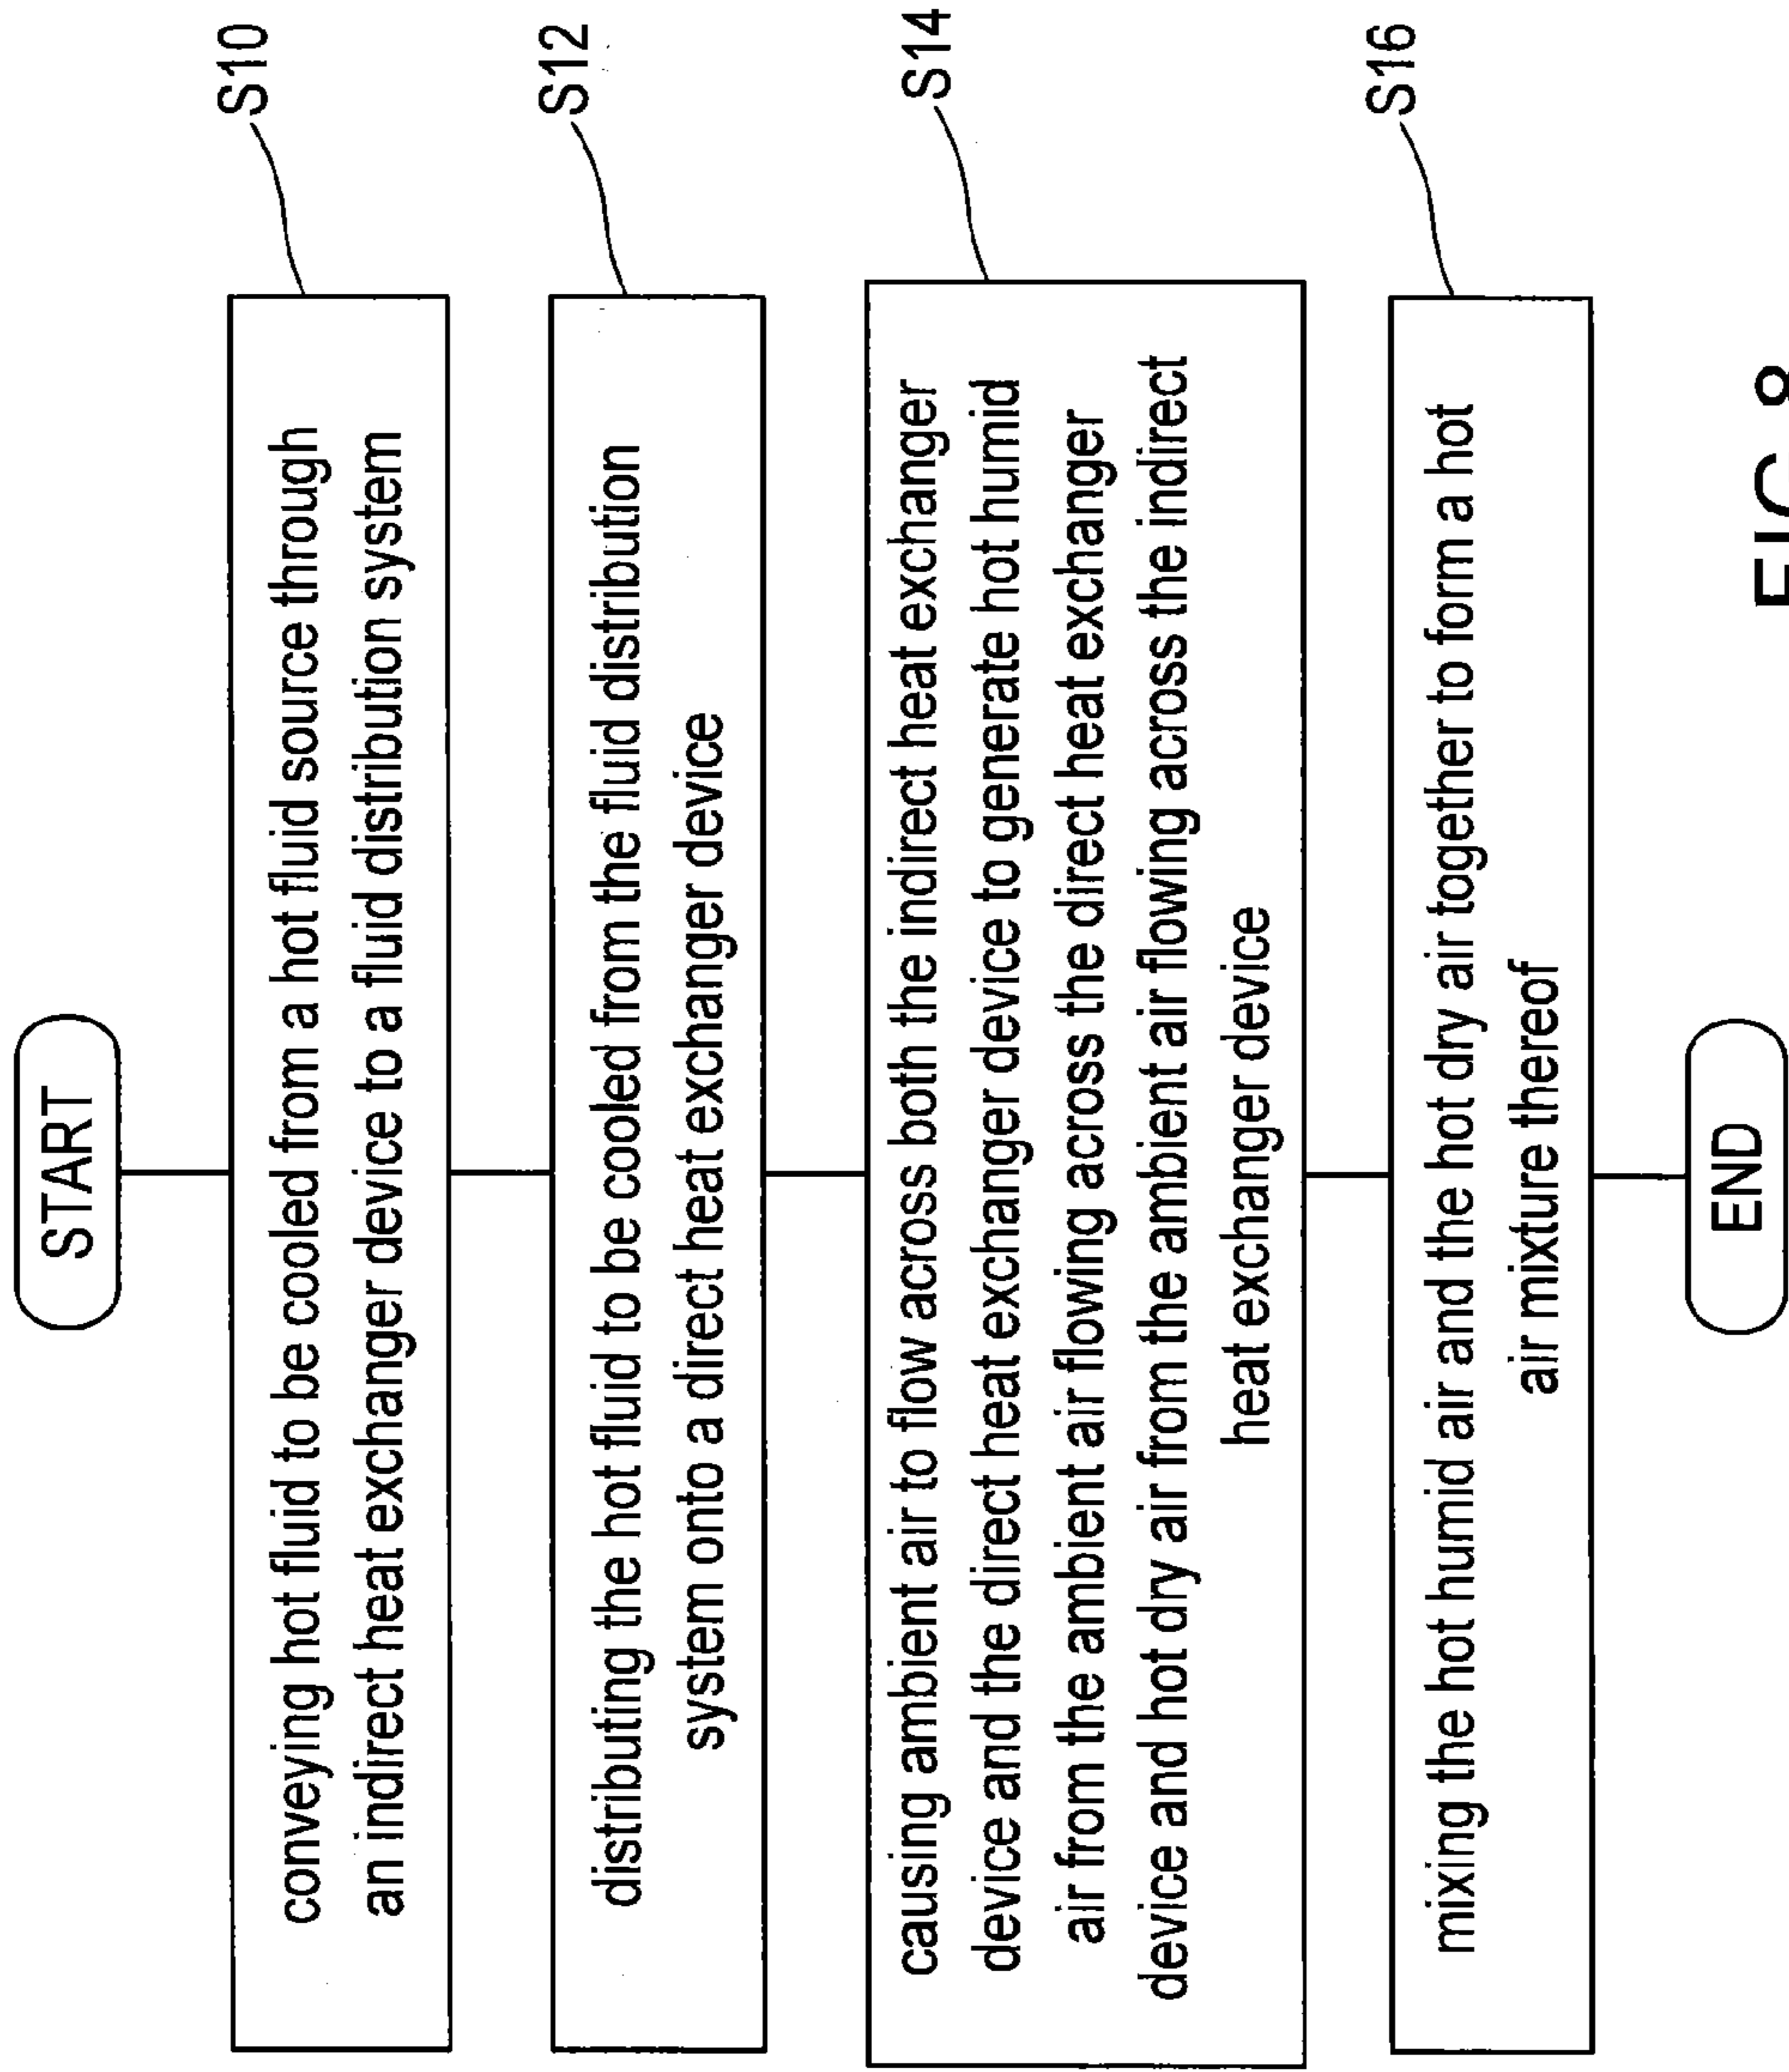 START
S10
conveying hot fluid to be cooled from a hot fluid source through
an indirect heat exchanger device to a fluid distribution system
S12
distributing the hot fluid to be cooled from the fluid distribution
system onto a direct heat exchanger device
S14
causing ambient air to flow across both the indirect heat exchanger
device and the direct heat exchanger device to generate hot humid
air from the ambient air flowing across the direct heat exchanger
device and hot dry air from the ambient air flowing across the indirect
heat exchanger device
S16
mixing the hot humid air and the hot dry air together to form a hot
air mixture thereof
END